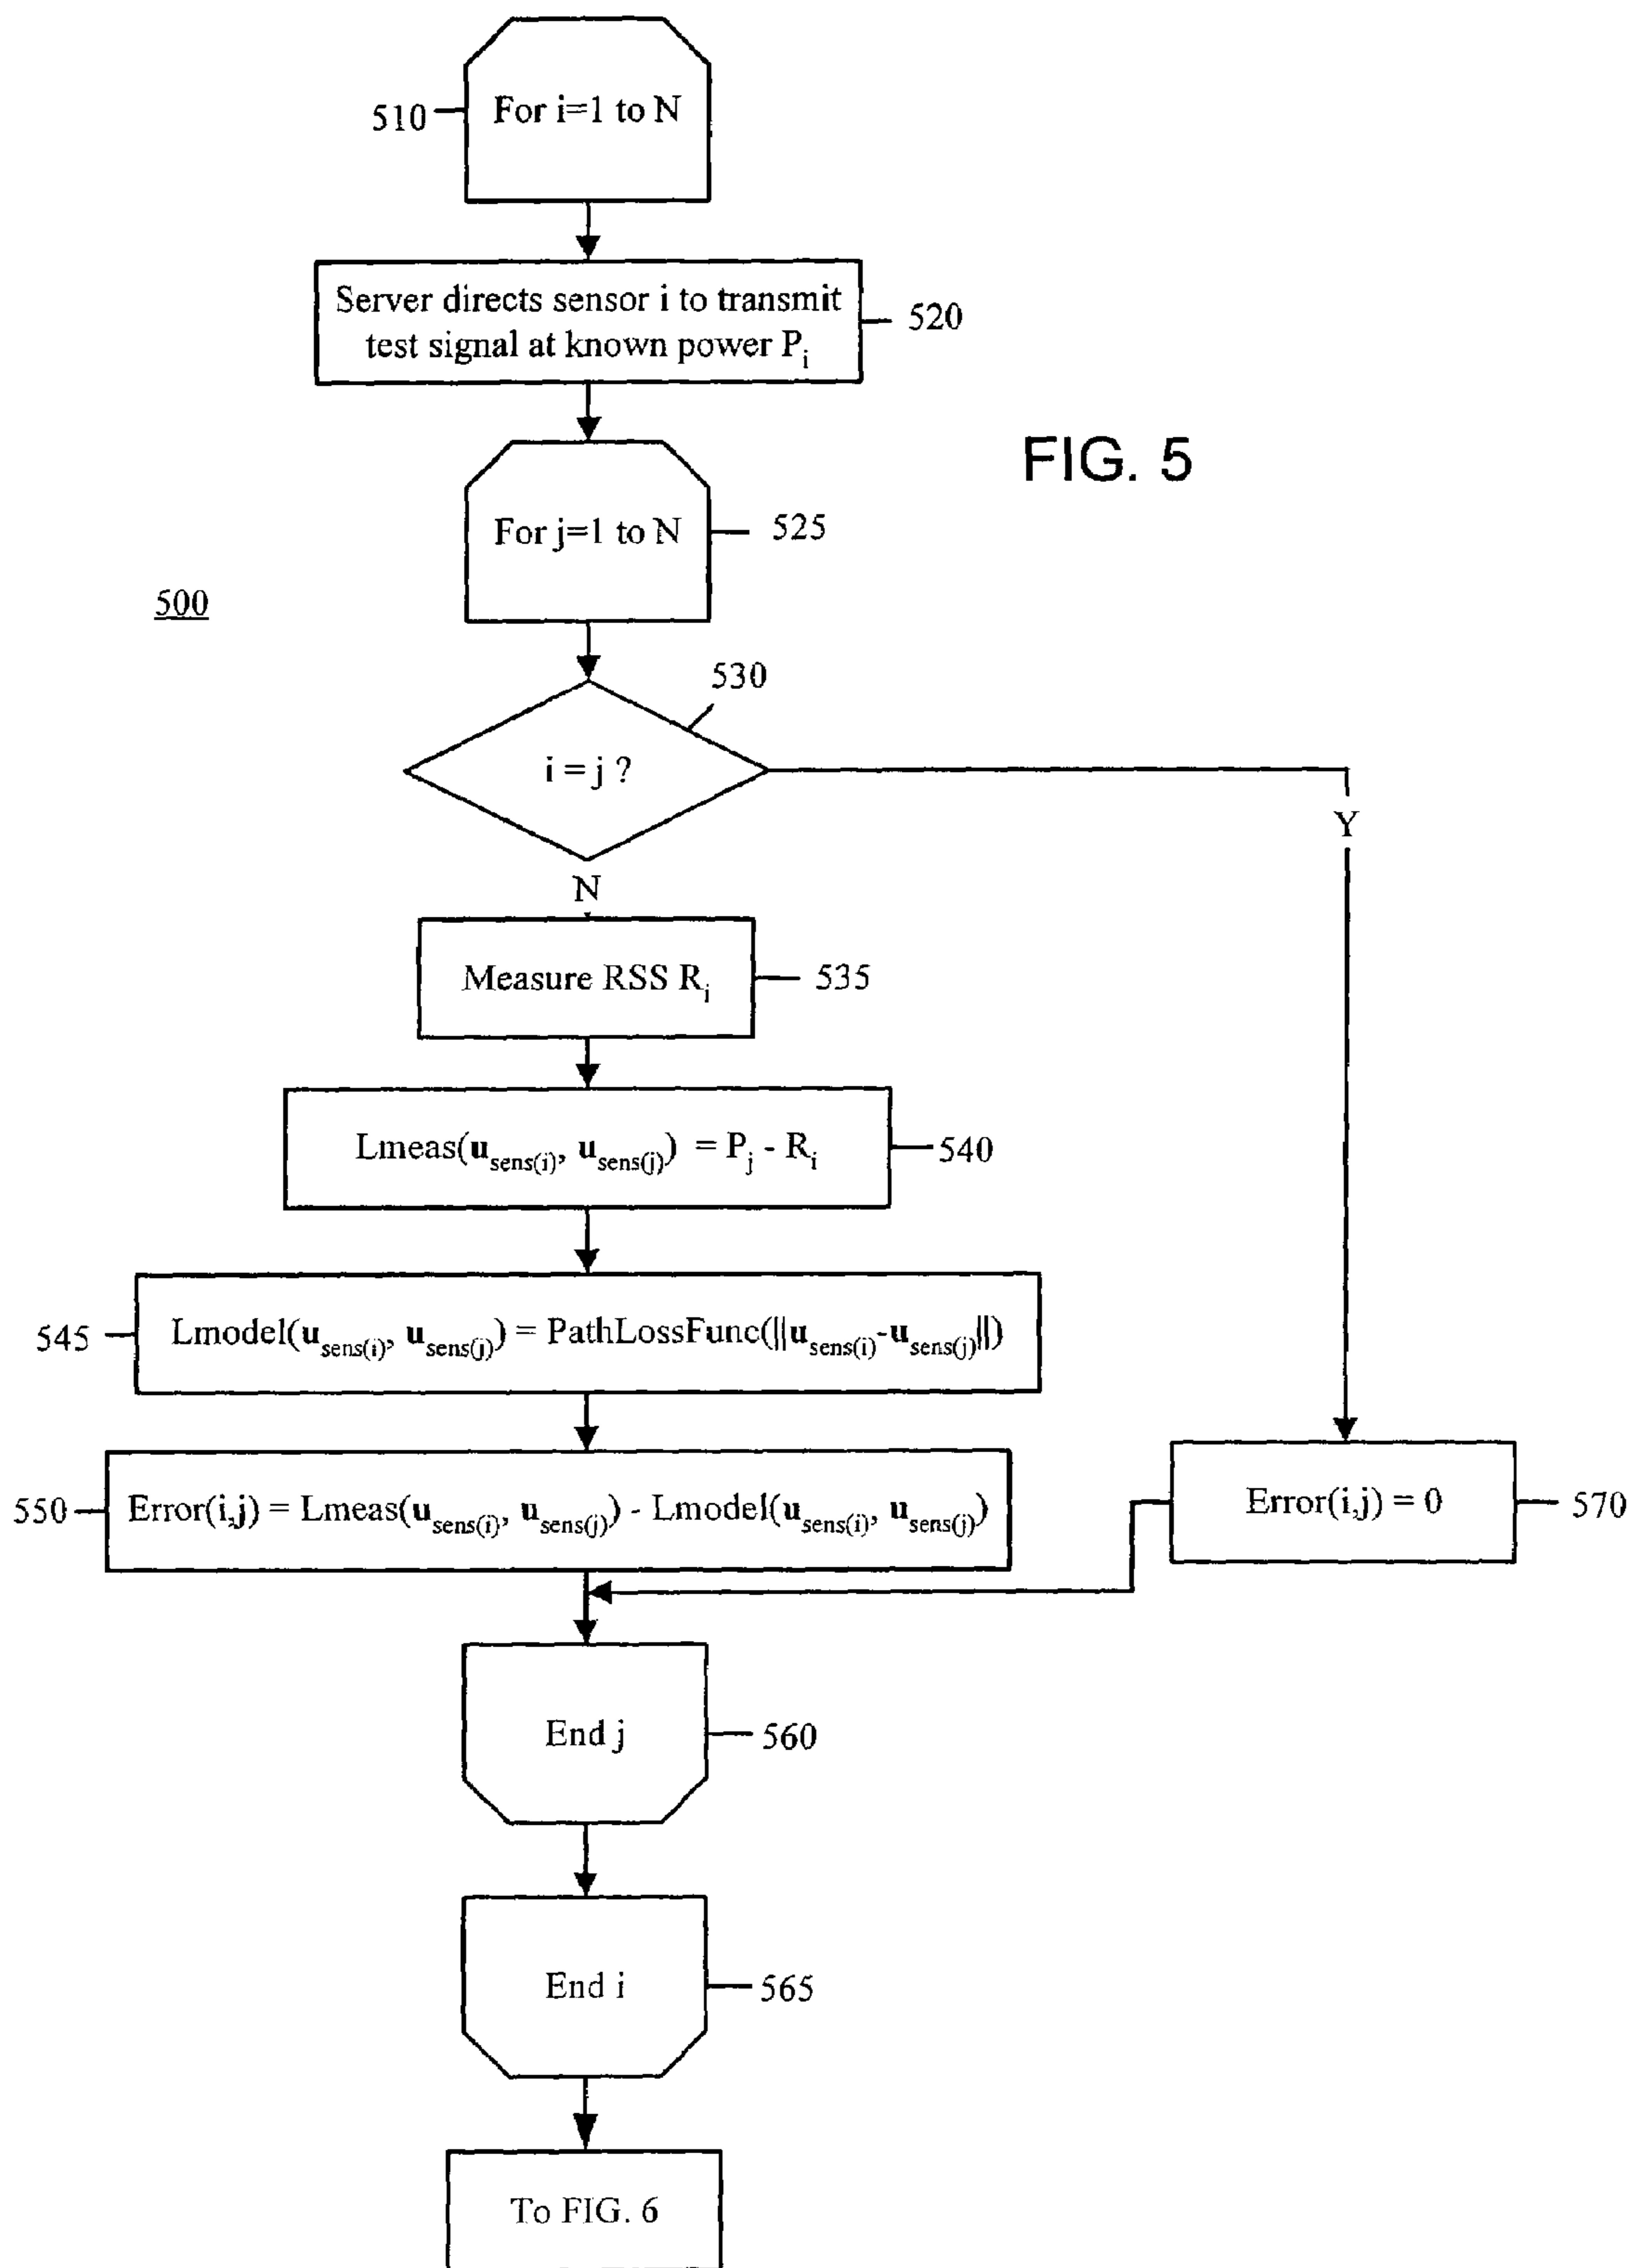 For i=1 to N
510
Server directs sensor i to transmit
test signal at known power Pi
520
FIG. 5
For j=1 to N
525
500
530
i = j ?
Y
N
Measure RSS Ri
535
Lmeas(usens(i), usens(j)) = Pj - Ri
540
545
Lmodel(usens(i), usens(j)) = PathLossFunc(||usens(i)-usens(j)||)
550
Error(i,j) = Lmeas(usens(i), usens(j)) - Lmodel(usens(i), usens(j))
Error(i,j) = 0
570
End j
560
End i
565
To FIG. 6